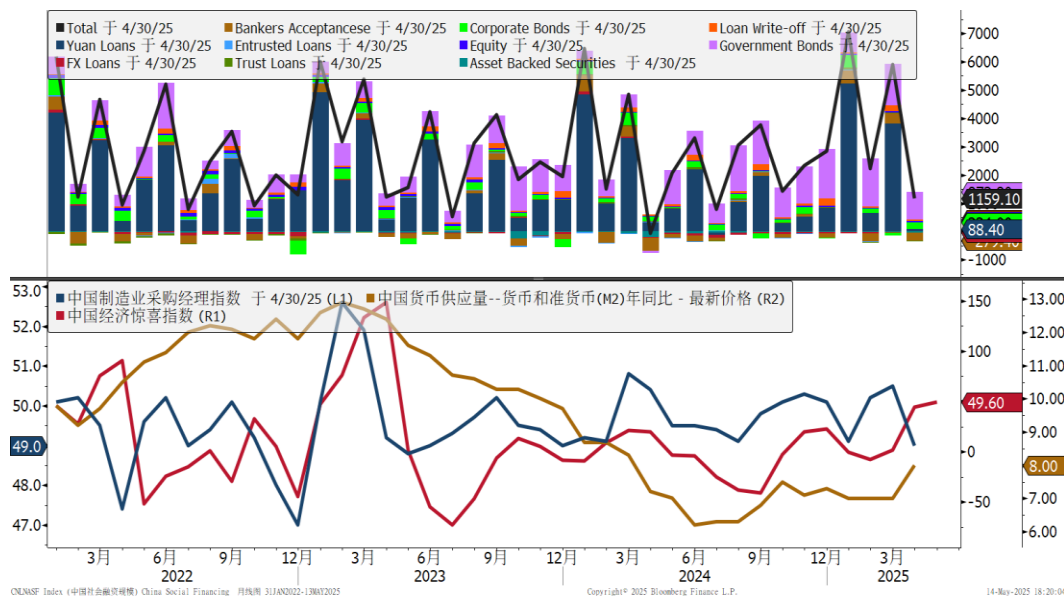 Total 于 4/30/25 Bankers Acceptancese 于 4/30/25 Corporate Bonds 于 4/30/25 Loan Write-off 于 4/30/25
Yuan Loans 于 4/30/25 Entrusted Loans 于 4/30/25 Equity 于 4/30/25 Government Bonds 于 4/30/25
FX Loans 于 4/30/25 Trust Loans 于 4/30/25 Asset Backed Securities 于 4/30/25
7000
6000
5000
4000
3000
2000
1159.10
88.40
-1000
中国制造业采购经理指数 于 4/30/25 (L1) 中国货币供应量--货币和准货币(M2)年同比 - 最新价格 (R2)
中国经济惊喜指数 (R1)
53.0 150 13.00
52.0 12.00
100 11.00
51.0
50.0 49.60 10.00
49.0 0 9.00
48.0 -50 8.00
7.00
47.0 6.00
3月 6月 9月 12月 3月 6月 9月 12月 3月 6月 9月 12月 3月
2022 2023 2024 2025
CNLNASF Index (中国社会融资规模) China Social Financing 月线图 31JAN2022-13MAY2025 Copyright© 2025 Bloomberg Finance L.P. 14-May-2025 18:20:04